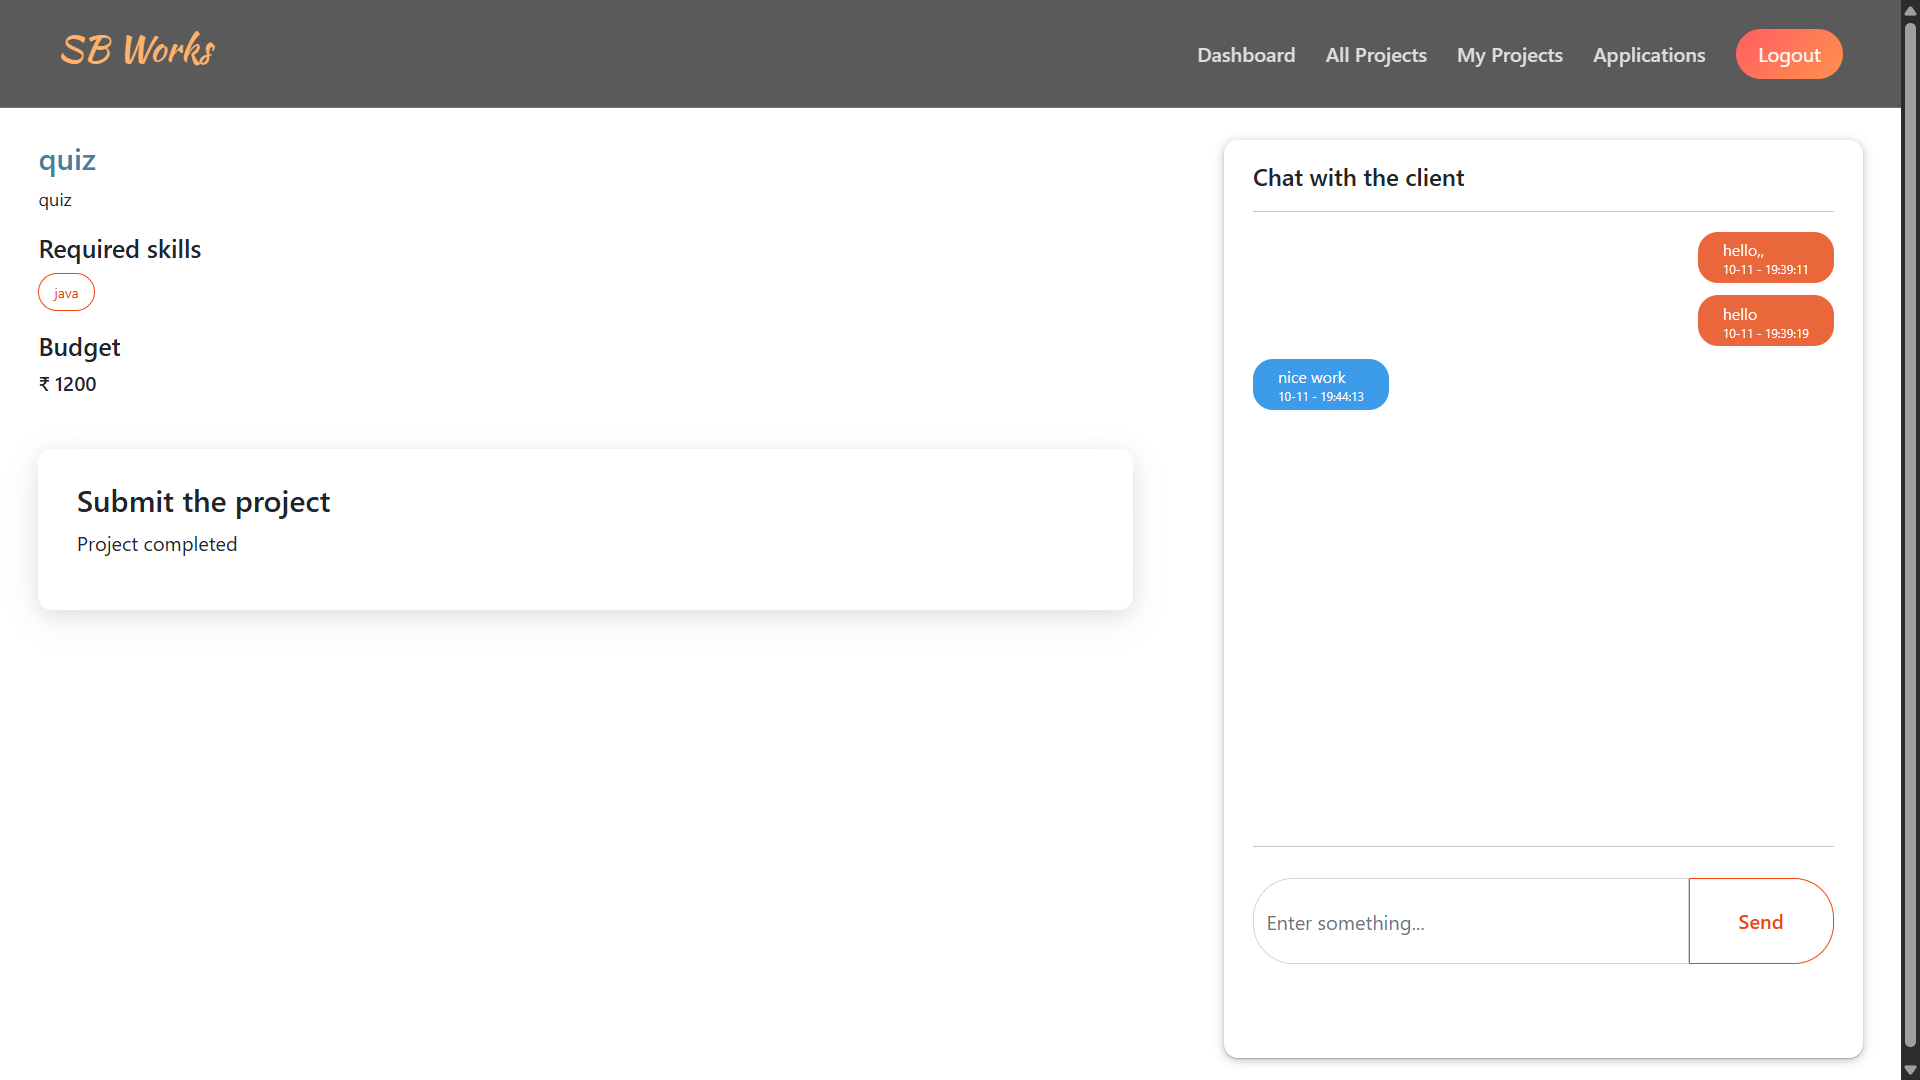 SB Works
Dashboard All Projects My Projects Applications Logout
quiz
quiz
Required skills
java
Budget
₹ 1200
Submit the project
Project completed
Chat with the client
hello,,
10-11 - 19:39:11
hello
10-11 - 19:39:19
nice work
10-11 - 19:44:13
Enter something...
Send